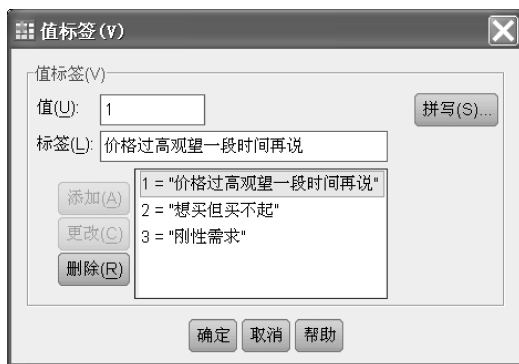 值标签(V)
值标签(V)
值(U): 1
拼写(S)...
标签(L): 价格过高观望一段时间再说
添加(A)
更改(C)
删除(R)
1 = "价格过高观望一段时间再说"
2 = "想买但买不起"
3 = "刚性需求"
确定 取消 帮助